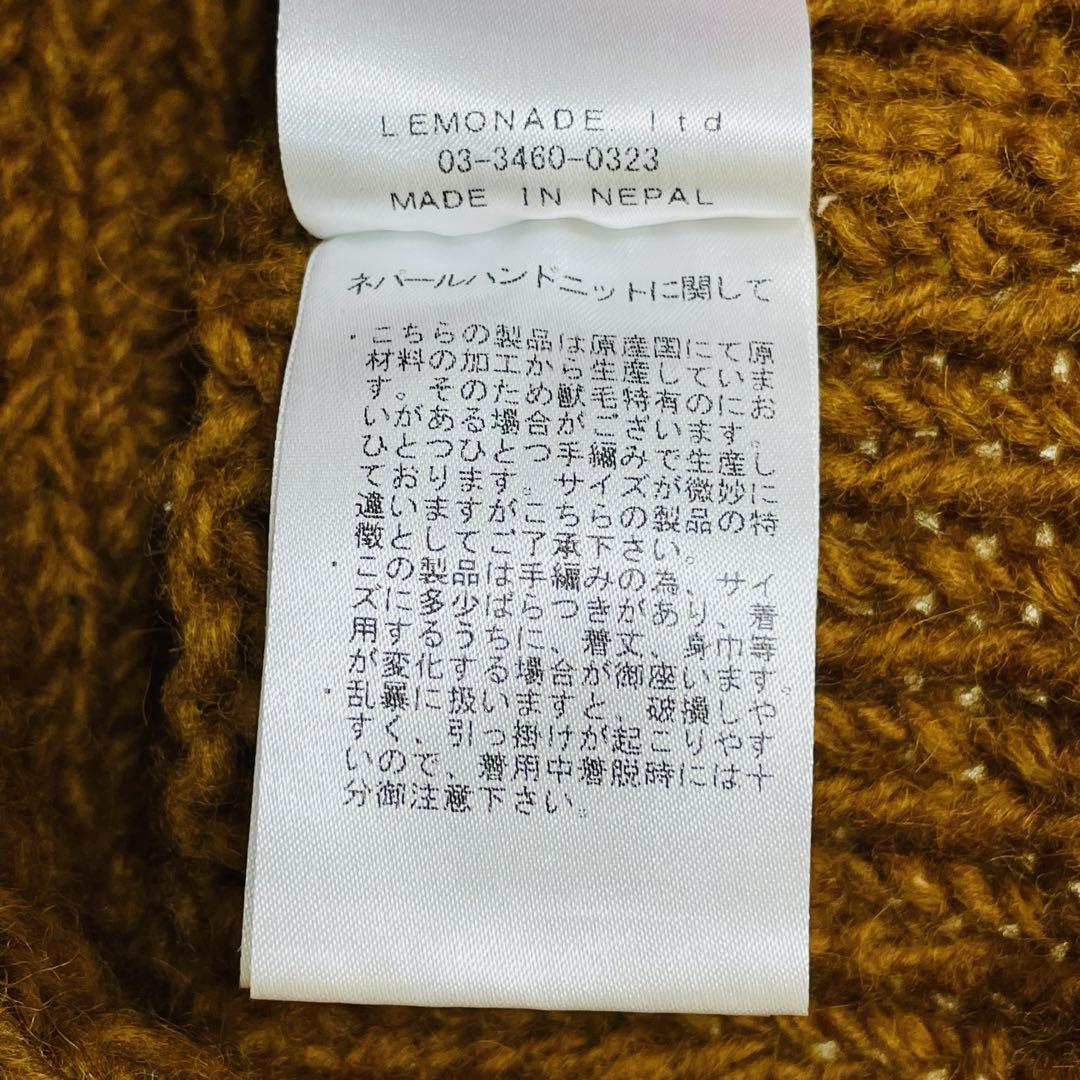 LEMONADE. ltd
03-3460-0323
MADE IN NEPAL
ネパールハンドニットに関して
・こちらの製品は原産国にて原
材料の加工から生産していま
す。そのため獣毛特有のにお
いがある場合がございます。
ひとつひとつ手編みで生産し
ております。サイズが微妙に
違いますがこちらの製品の特
徴としてご了承下さい。
・この製品は手編みの為、サイ
ズに多少ばらつきがあり、着
用するうちに、着丈、身巾等
が変化する場合が御座います。
・乱暴に扱いますと、破損しや
すく、引っ掛けが起こりやす
いので、着用中着脱時には十
分御注意下さい。